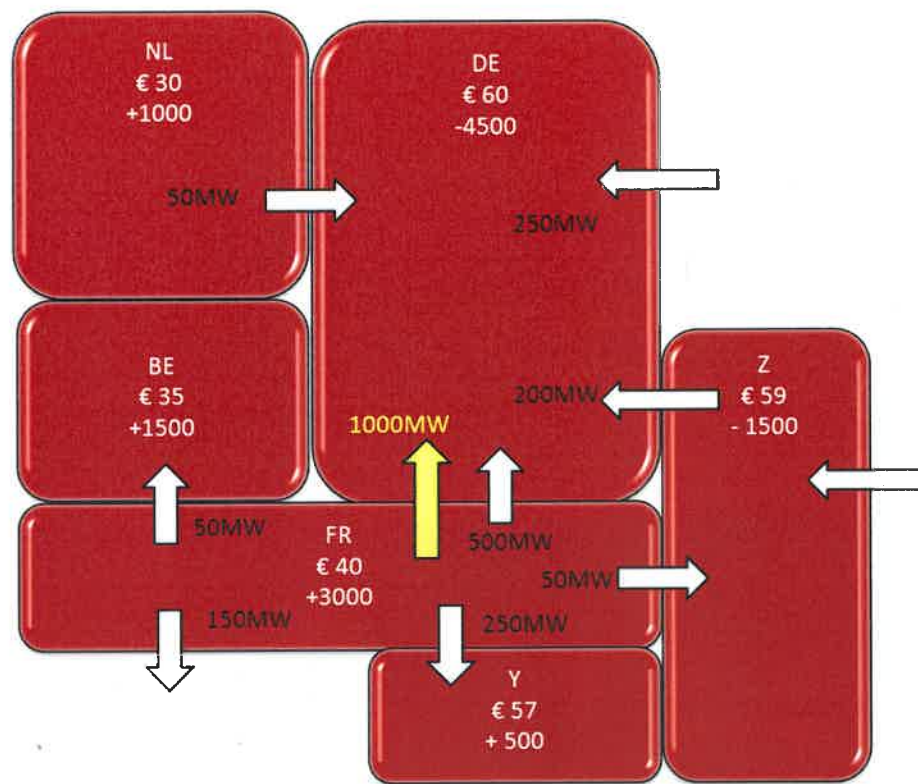 NL
€ 30
+1000
50MW
DE
€ 60
-4500
250MW
BE
€ 35
+1500
1000MW
200MW
Z
€ 59
- 1500
50MW
FR
€ 40
+3000
500MW
50MW
150MW
250MW
Y
€ 57
+ 500